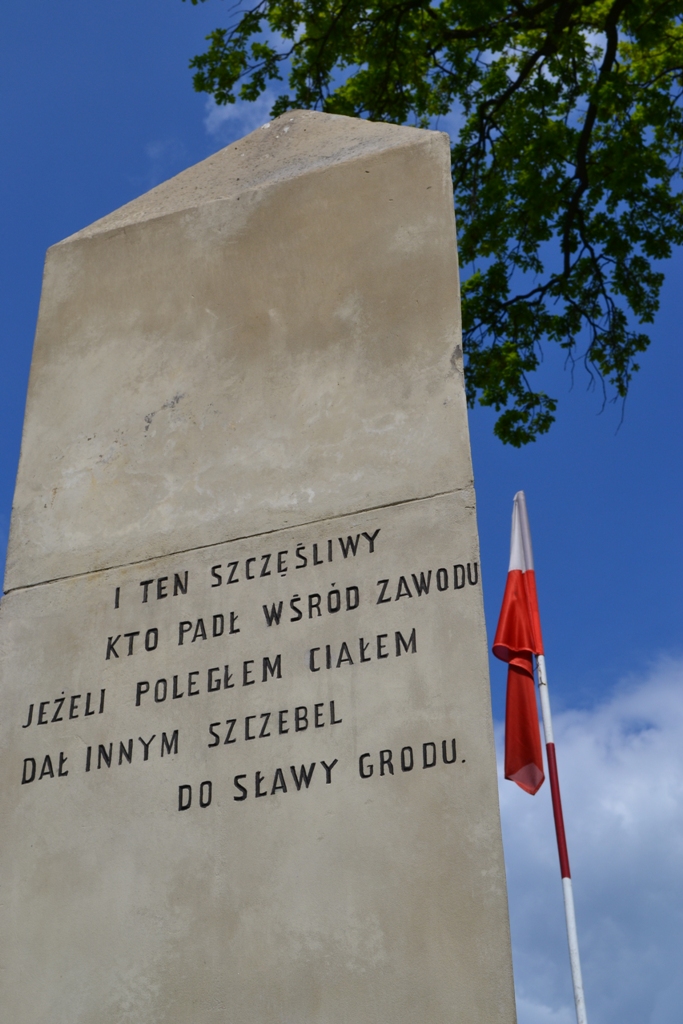 I TEN SZCZĘŚLIWY
KTO PADŁ WŚRÓD ZAWODU
JEŻELI POLEGŁEM CIAŁEM
DAŁ INNYM SZCZEBEL
DO SŁAWY GRODU.